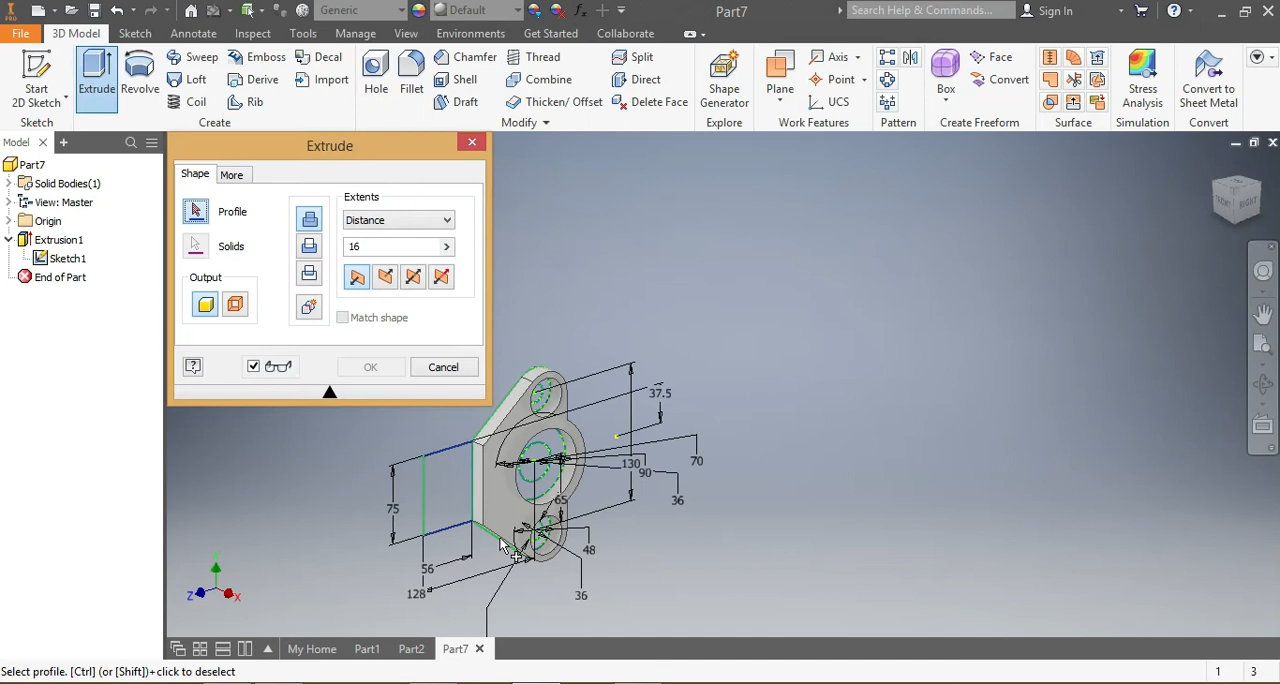 PRO
Generic
Default
Part7
Search Help & Commands...
Sign In
File
3D Model
Sketch
Annotate
Inspect
Tools
Manage
View
Environments
Get Started
Collaborate
Start
2D Sketch
Extrude
Revolve
Sweep
Loft
Coil
Emboss
Derive
Rib
Decal
Import
Hole
Fillet
Chamfer
Shell
Draft
Thread
Combine
Thicken/ Offset
Split
Direct
Delete Face
Shape
Generator
Plane
Axis
Point
UCS
Box
Face
Convert
Stress
Analysis
Convert to
Sheet Metal
Sketch
Create
Modify
Explore
Work Features
Pattern
Create Freeform
Surface
Simulation
Convert
Model
Part7
Solid Bodies(1)
View: Master
Origin
Extrusion1
Sketch1
End of Part
Extrude
Shape
More
Profile
Solids
Output
Extents
Distance
16
Match shape
OK
Cancel
RIGHT
37.5
130
90
70
36
65
75
48
56
128
36
Y
Z
X
My Home
Part1
Part2
Part7
Select profile. [Ctrl] (or [Shift])+ click to deselect
1
3